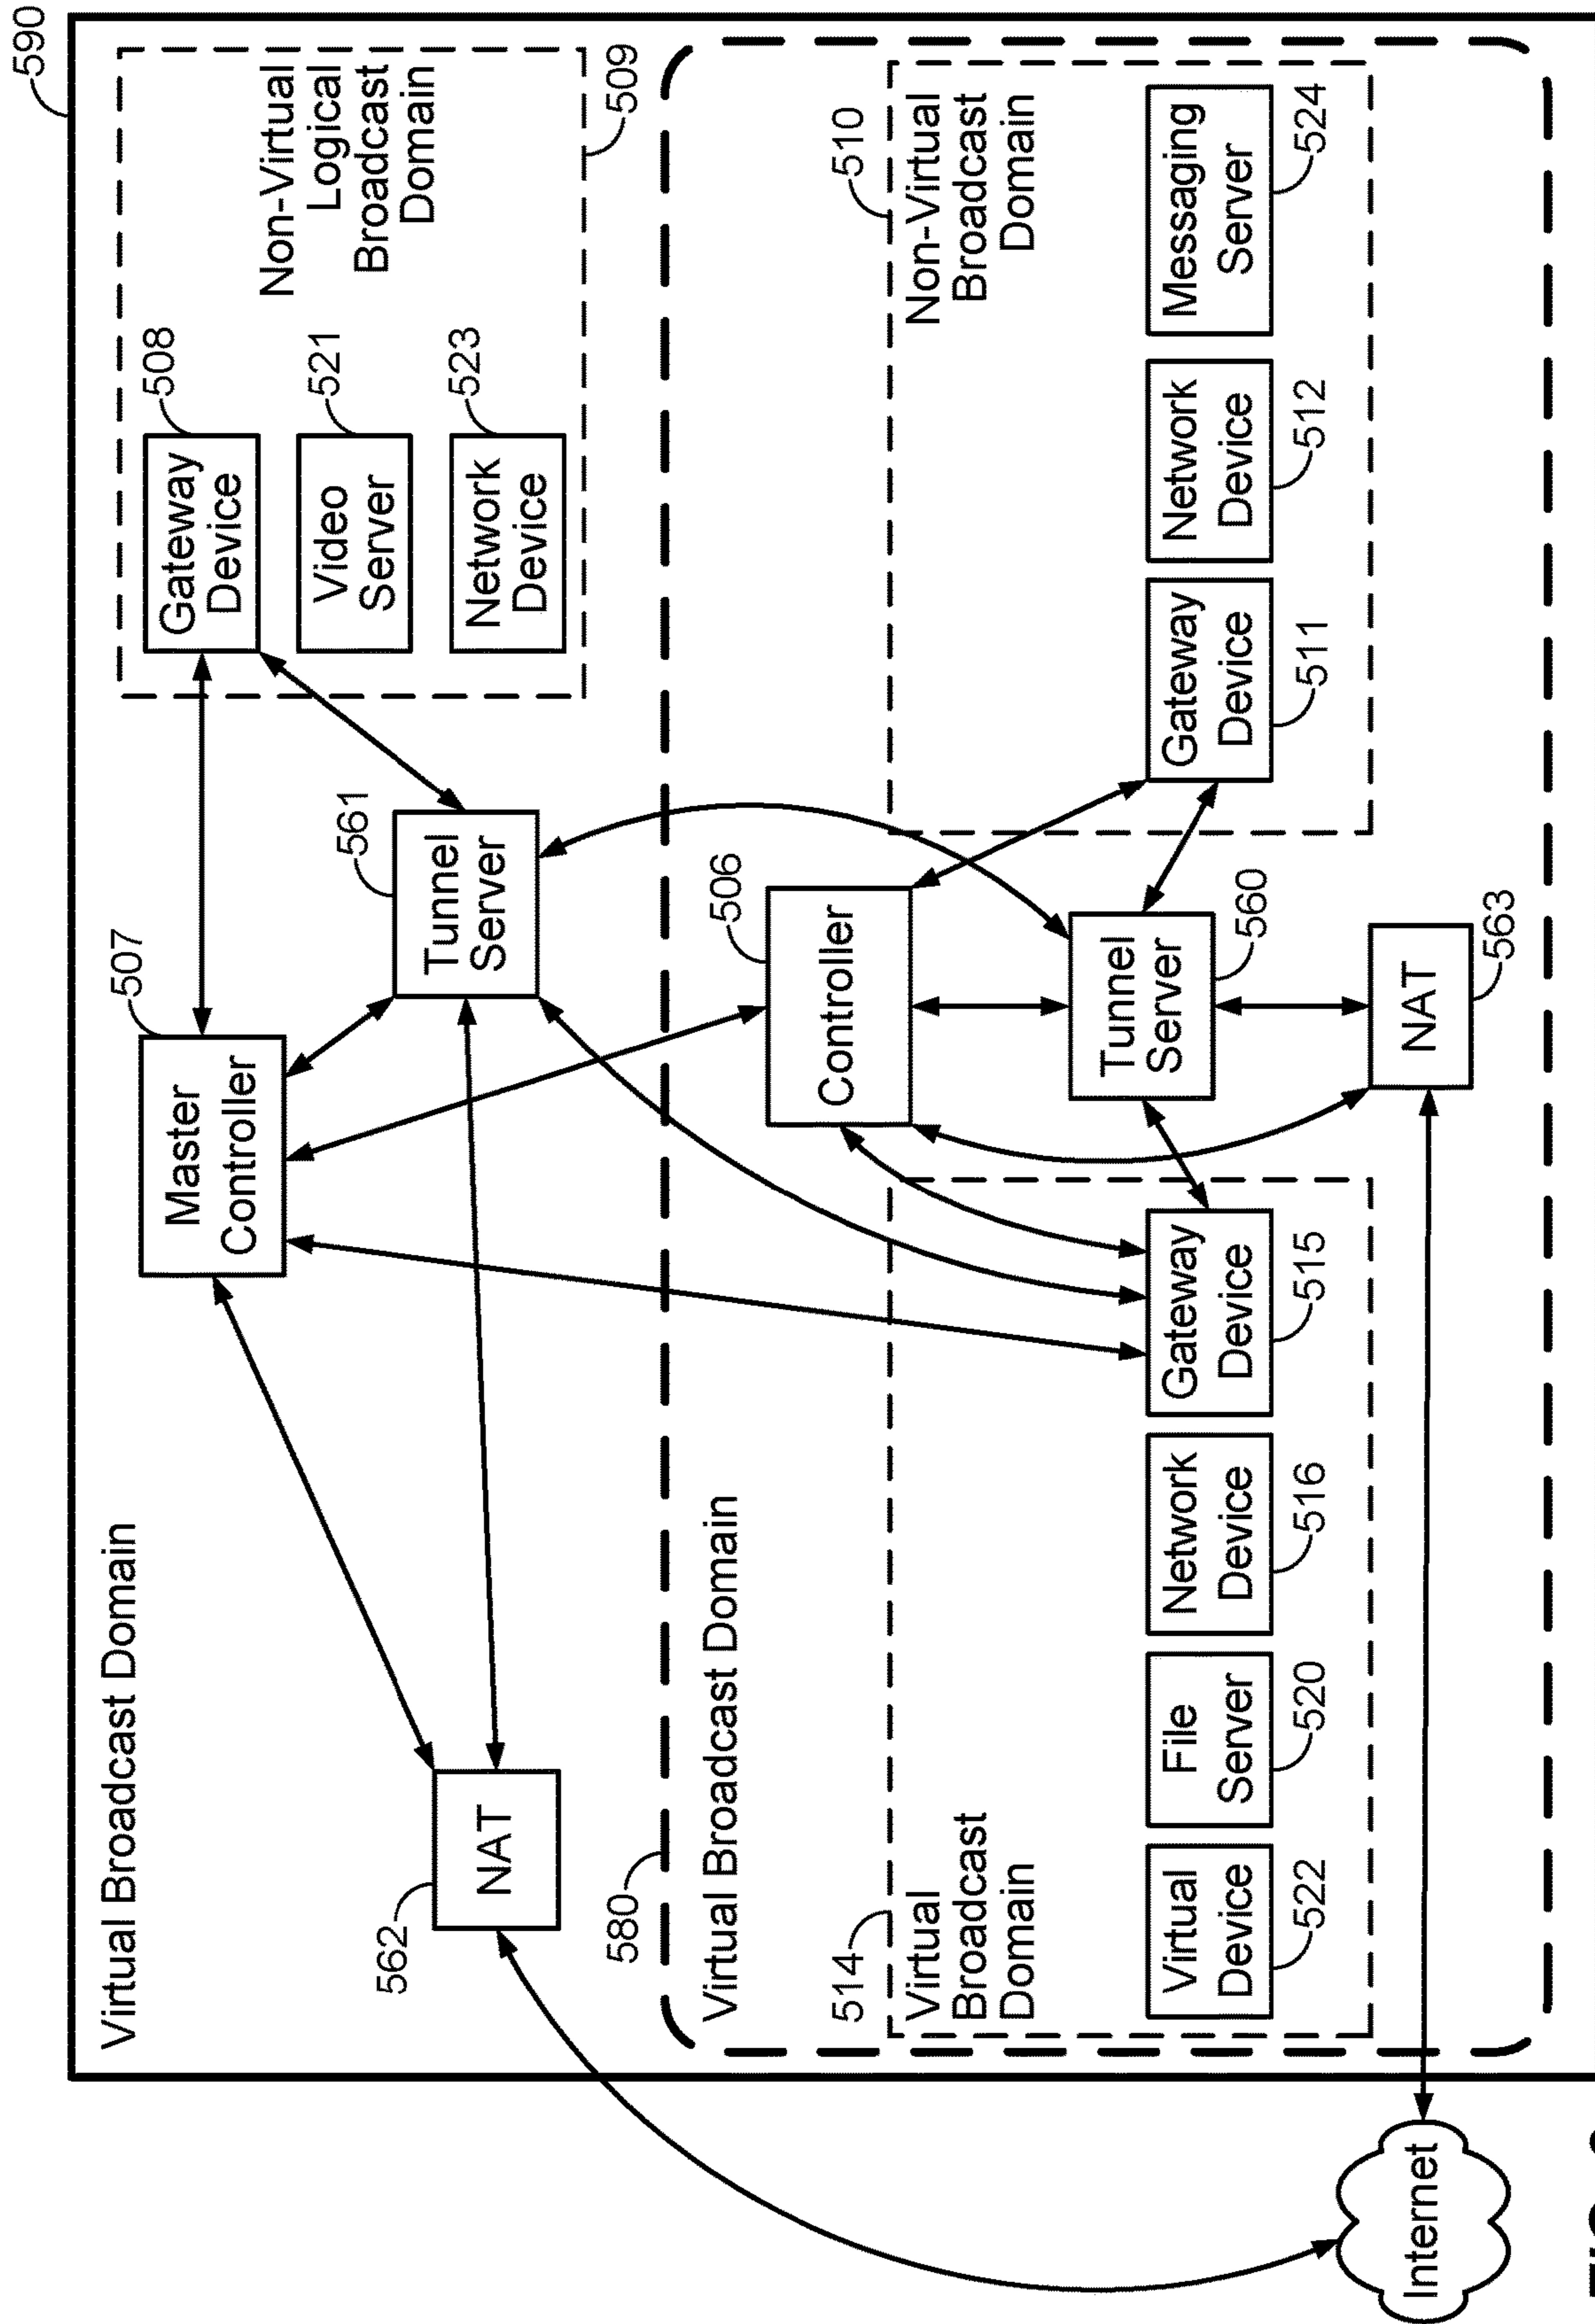 590
Virtual Broadcast Domain
507
Master
Controller
508
Gateway
Device
Non-Virtual
Logical
Broadcast
Domain
509
561
Tunnel
Server
521
Video
Server
523
Network
Device
562
NAT
580
Virtual Broadcast Domain
506
Controller
514
Virtual
Broadcast
Domain
510
Non-Virtual
Broadcast
Domain
Virtual
Device
522
File
Server
520
Network
Device
516
Gateway
Device
515
Tunnel
Server
560
Gateway
Device
511
Network
Device
512
Messaging
Server
524
NAT
563
Internet
FIG.